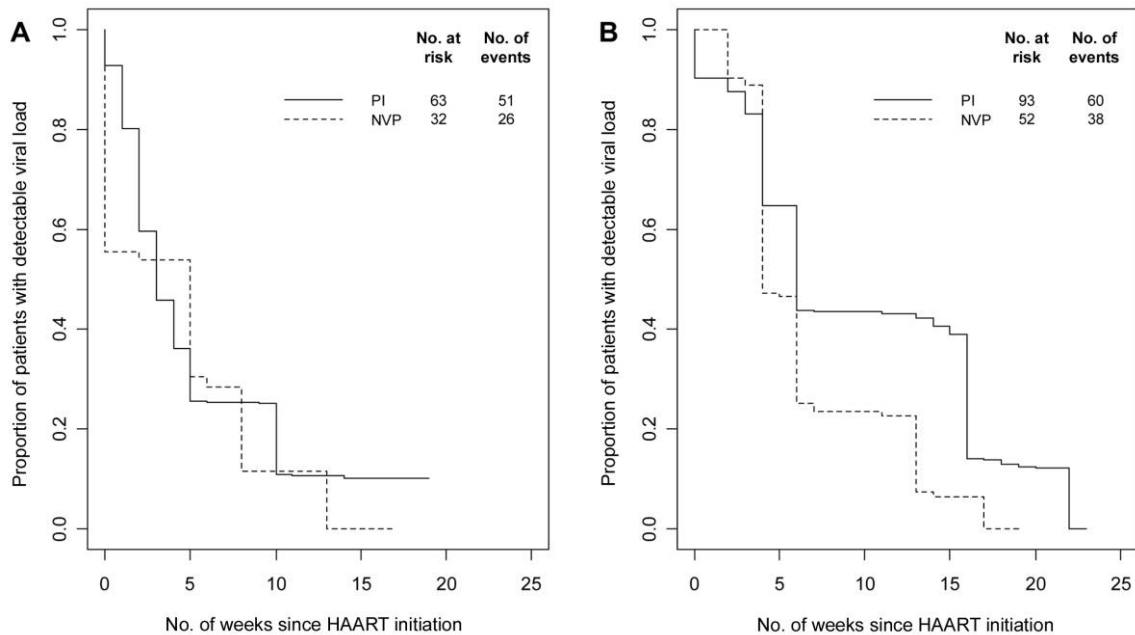 A
No. at risk
No. of events
PI 63 51
NVP 32 26
Proportion of patients with detectable viral load
1.0
0.8
0.6
0.4
0.2
0.0
0 5 10 15 20 25
No. of weeks since HAART initiation
B
No. at risk
No. of events
PI 93 60
NVP 52 38
Proportion of patients with detectable viral load
1.0
0.8
0.6
0.4
0.2
0.0
0 5 10 15 20 25
No. of weeks since HAART initiation